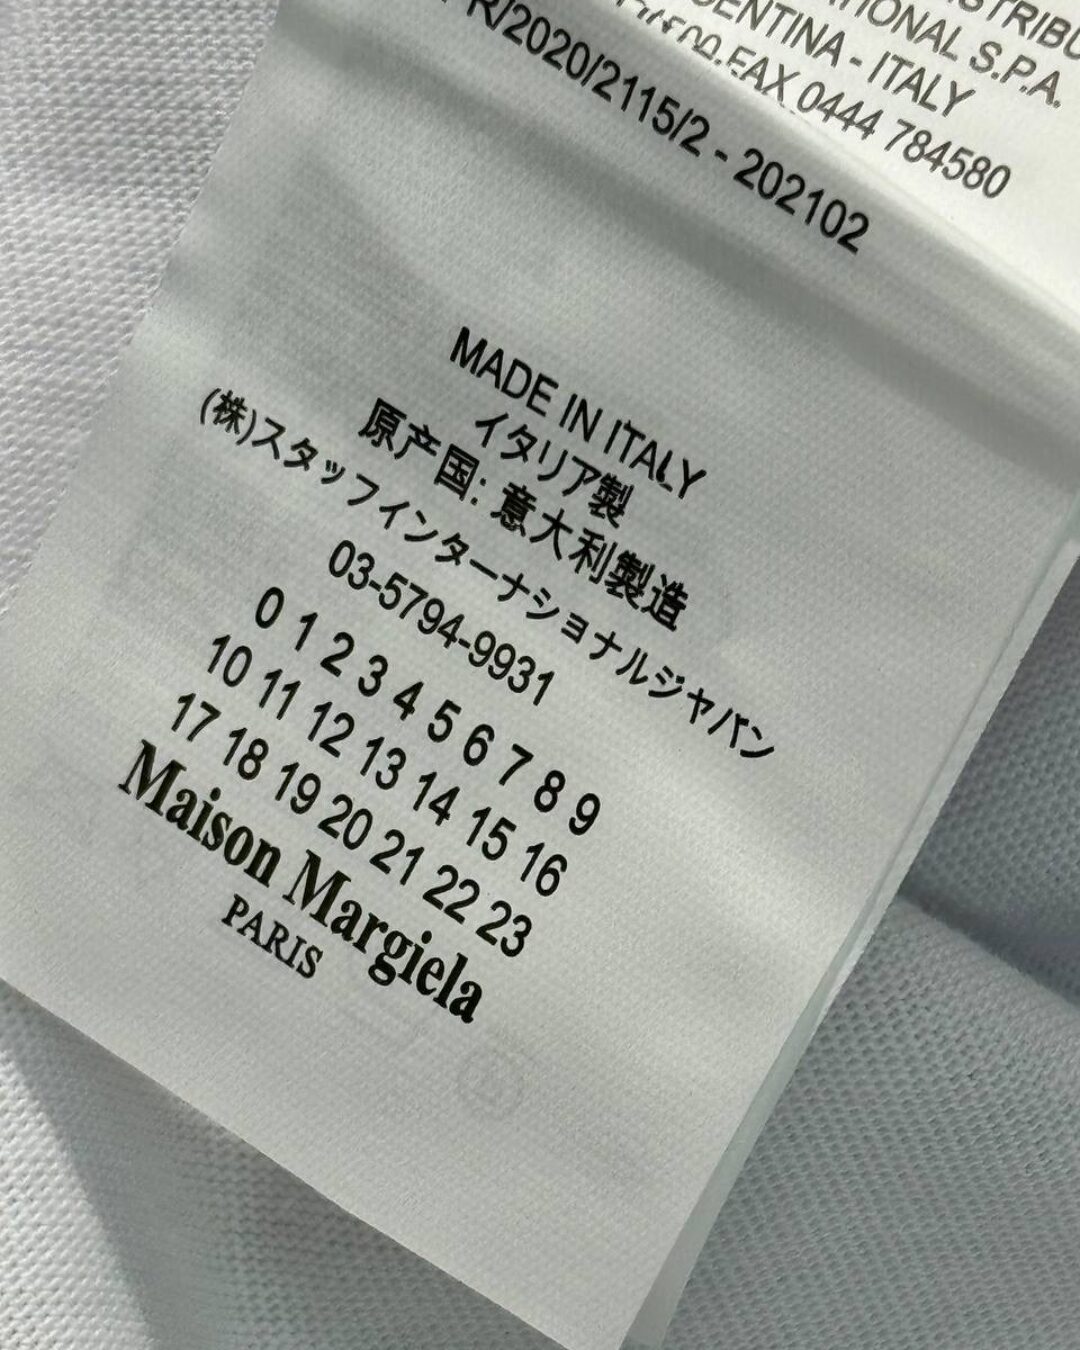 STRIBU
TIONAL S.P.A.
ENTINA - ITALY
FAX 0444 784580
R/2020/2115/2 - 202102
MADE IN ITALY
イタリア製
原产国: 意大利製造
(株)スタッフインターナショナルジャパン
03-5794-9931
0 1 2 3 4 5 6 7 8 9
10 11 12 13 14 15 16
17 18 19 20 21 22 23
Maison Margiela
PARIS